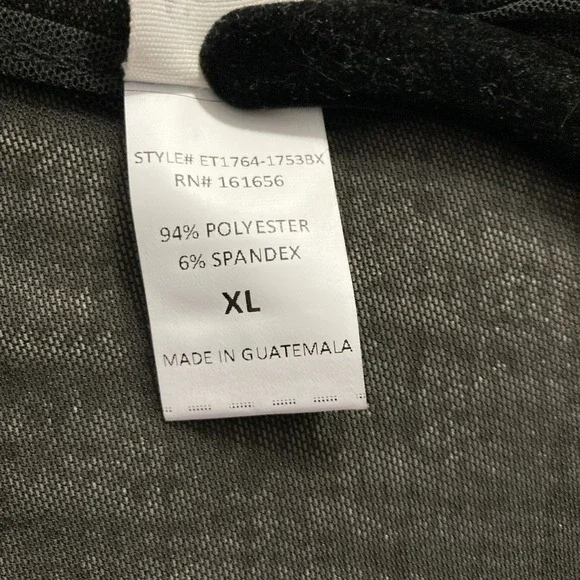 STYLE# ET1764-1753BX
RN# 161656
94% POLYESTER
6% SPANDEX
XL
MADE IN GUATEMALA